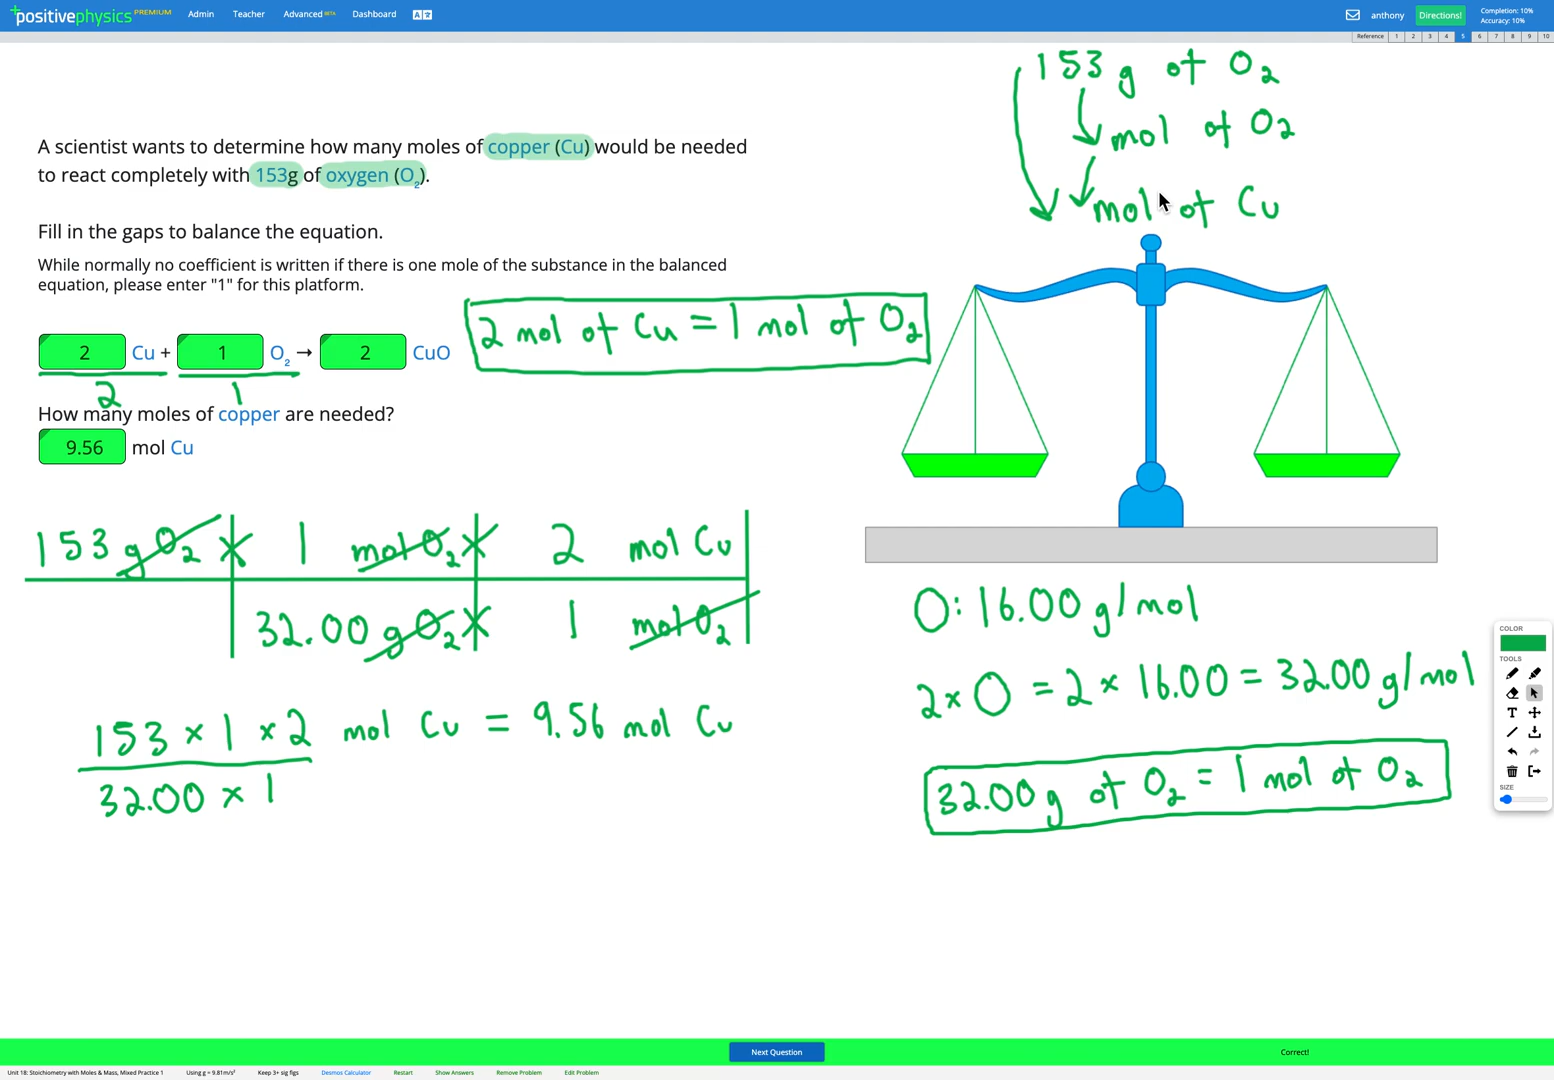 positivephysics PREMIUM Admin Teacher Advanced BETA Dashboard anthony Directions! Completion: 10%
Accuracy: 10%
Reference 1 2 3 4 5 6 7 8 9 10
A scientist wants to determine how many moles of copper (Cu) would be needed
to react completely with 153g of oxygen (O₂).
Fill in the gaps to balance the equation.
While normally no coefficient is written if there is one mole of the substance in the balanced
equation, please enter "1" for this platform.
2 Cu + 1 O₂ → 2 CuO
2 1
2 mol of Cu = 1 mol of O₂
How many moles of copper are needed?
9.56 mol Cu
153 g of O₂
mol of O₂
mol of Cu
153 g O₂ × 1 mol O₂ × 2 mol Cu
32.00 g O₂ × 1 mol O₂
153 × 1 × 2 mol Cu = 9.56 mol Cu
32.00 × 1
O: 16.00 g/mol
2 × O = 2 × 16.00 = 32.00 g/mol
32.00 g of O₂ = 1 mol of O₂
COLOR
TOOLS
T
SIZE
Next Question Correct!
Unit 18: Stoichiometry with Moles & Mass, Mixed Practice 1 Using g = 9.81m/s² Keep 3+ sig figs Desmos Calculator Restart Show Answers Remove Problem Edit Problem